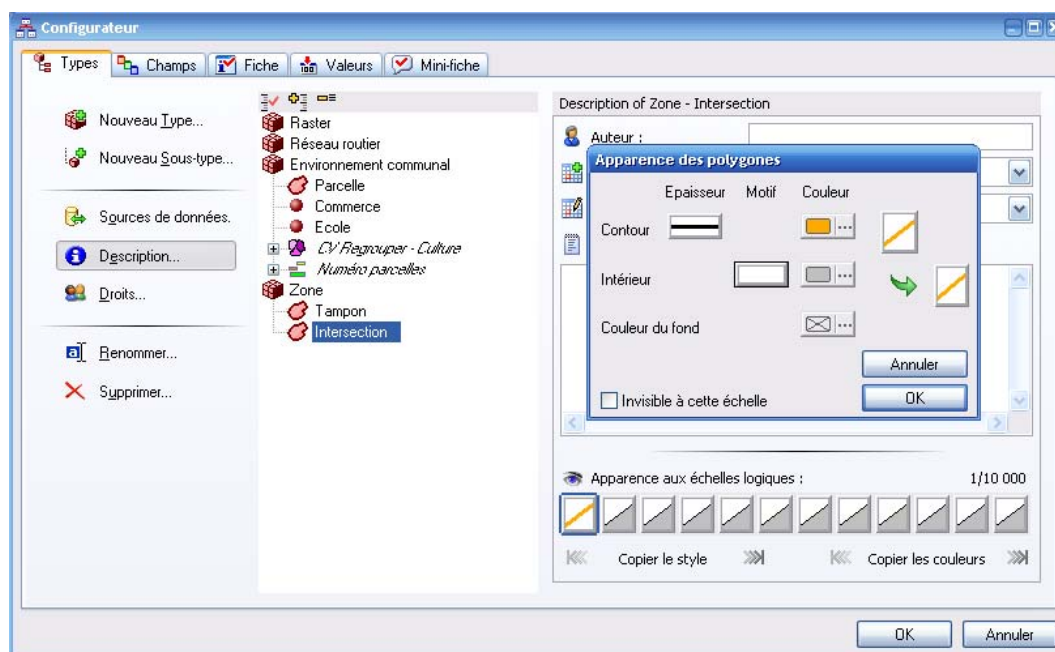 Configurateur
Types
Champs
Fiche
Valeurs
Mini-fiche
Nouveau Type...
Nouveau Sous-type...
Sources de données.
Description...
Droits...
Renommer...
Supprimer...
Raster
Réseau routier
Environnement communal
Parcelle
Commerce
Ecole
CV Regrouper - Culture
Numéro parcelles
Zone
Tampon
Intersection
Description of Zone - Intersection
Auteur :
Apparence des polygones
Epaisseur Motif Couleur
Contour
Intérieur
Couleur du fond
Annuler
Invisible à cette échelle
OK
Apparence aux échelles logiques : 1/10 000
Copier le style
Copier les couleurs
OK
Annuler